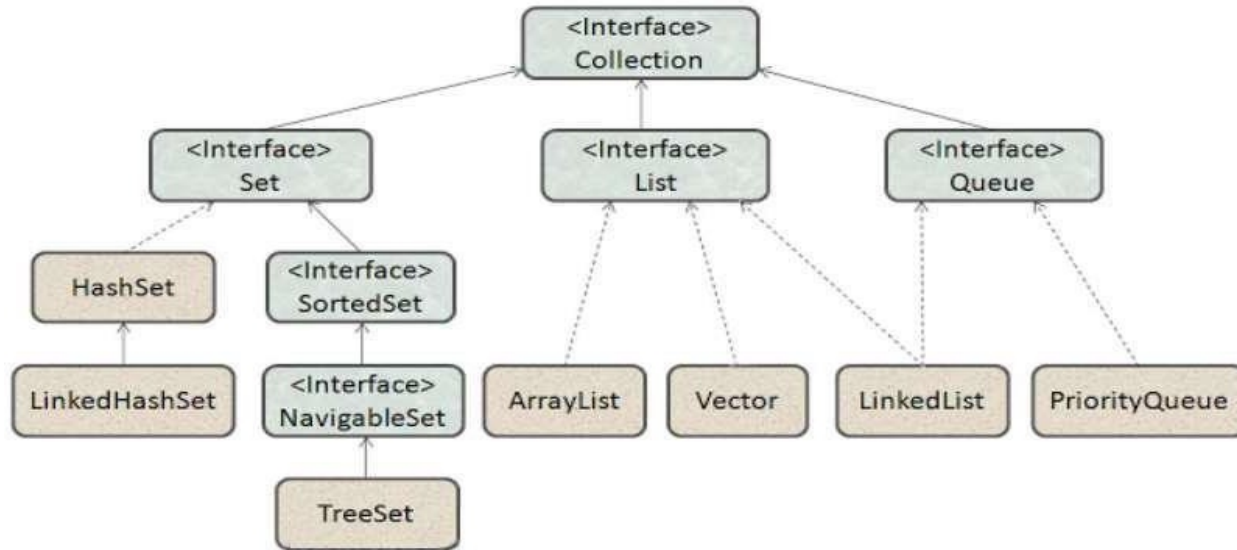 <Interface>
Collection
<Interface>
Set
<Interface>
List
<Interface>
Queue
HashSet
<Interface>
SortedSet
LinkedHashSet
<Interface>
NavigableSet
ArrayList
Vector
LinkedList
PriorityQueue
TreeSet